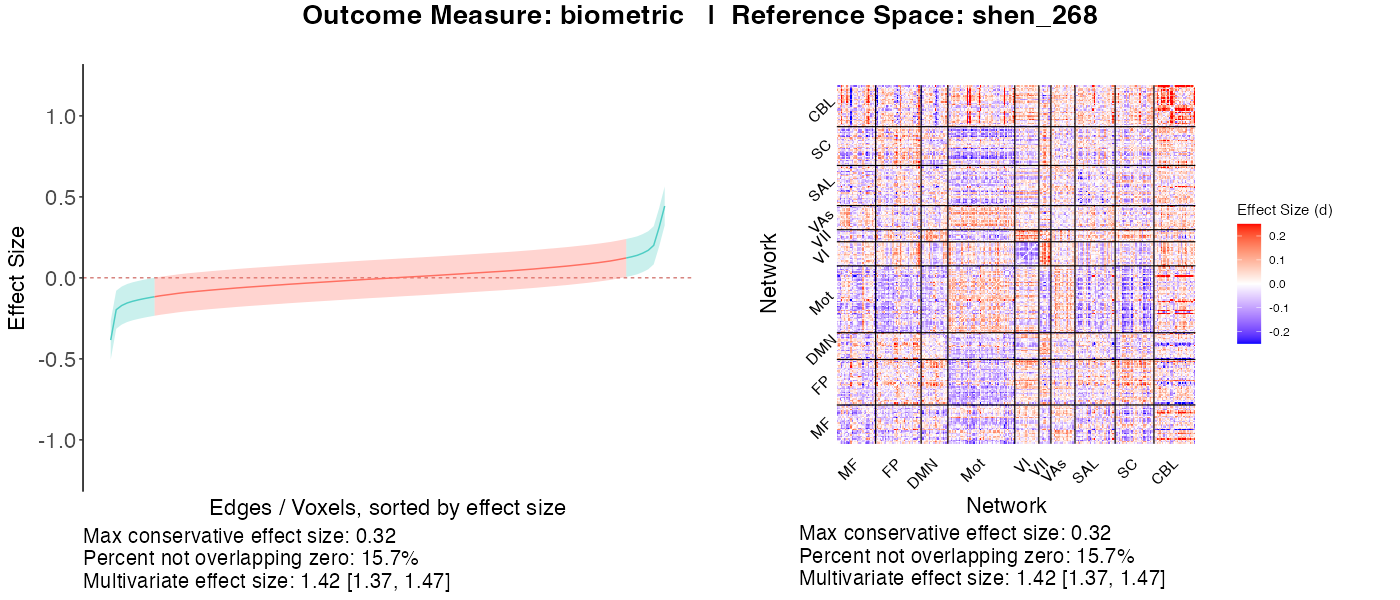 Outcome Measure: biometric | Reference Space: shen_268
Effect Size
1.0
0.5
0.0
-0.5
-1.0
Edges / Voxels, sorted by effect size
Max conservative effect size: 0.32
Percent not overlapping zero: 15.7%
Multivariate effect size: 1.42 [1.37, 1.47]
Network
CBL
SC
SAL
VAs
VII
VI
Mot
DMN
FP
MF
MF
FP
DMN
Mot
VI
VII
VAs
SAL
SC
CBL
Network
Max conservative effect size: 0.32
Percent not overlapping zero: 15.7%
Multivariate effect size: 1.42 [1.37, 1.47]
Effect Size (d)
0.2
0.1
0.0
-0.1
-0.2